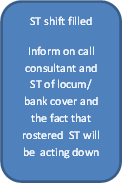 ST shift filled
Inform on call
consultant and
ST of locum/
bank cover and
the fact that
rostered ST will
be acting down